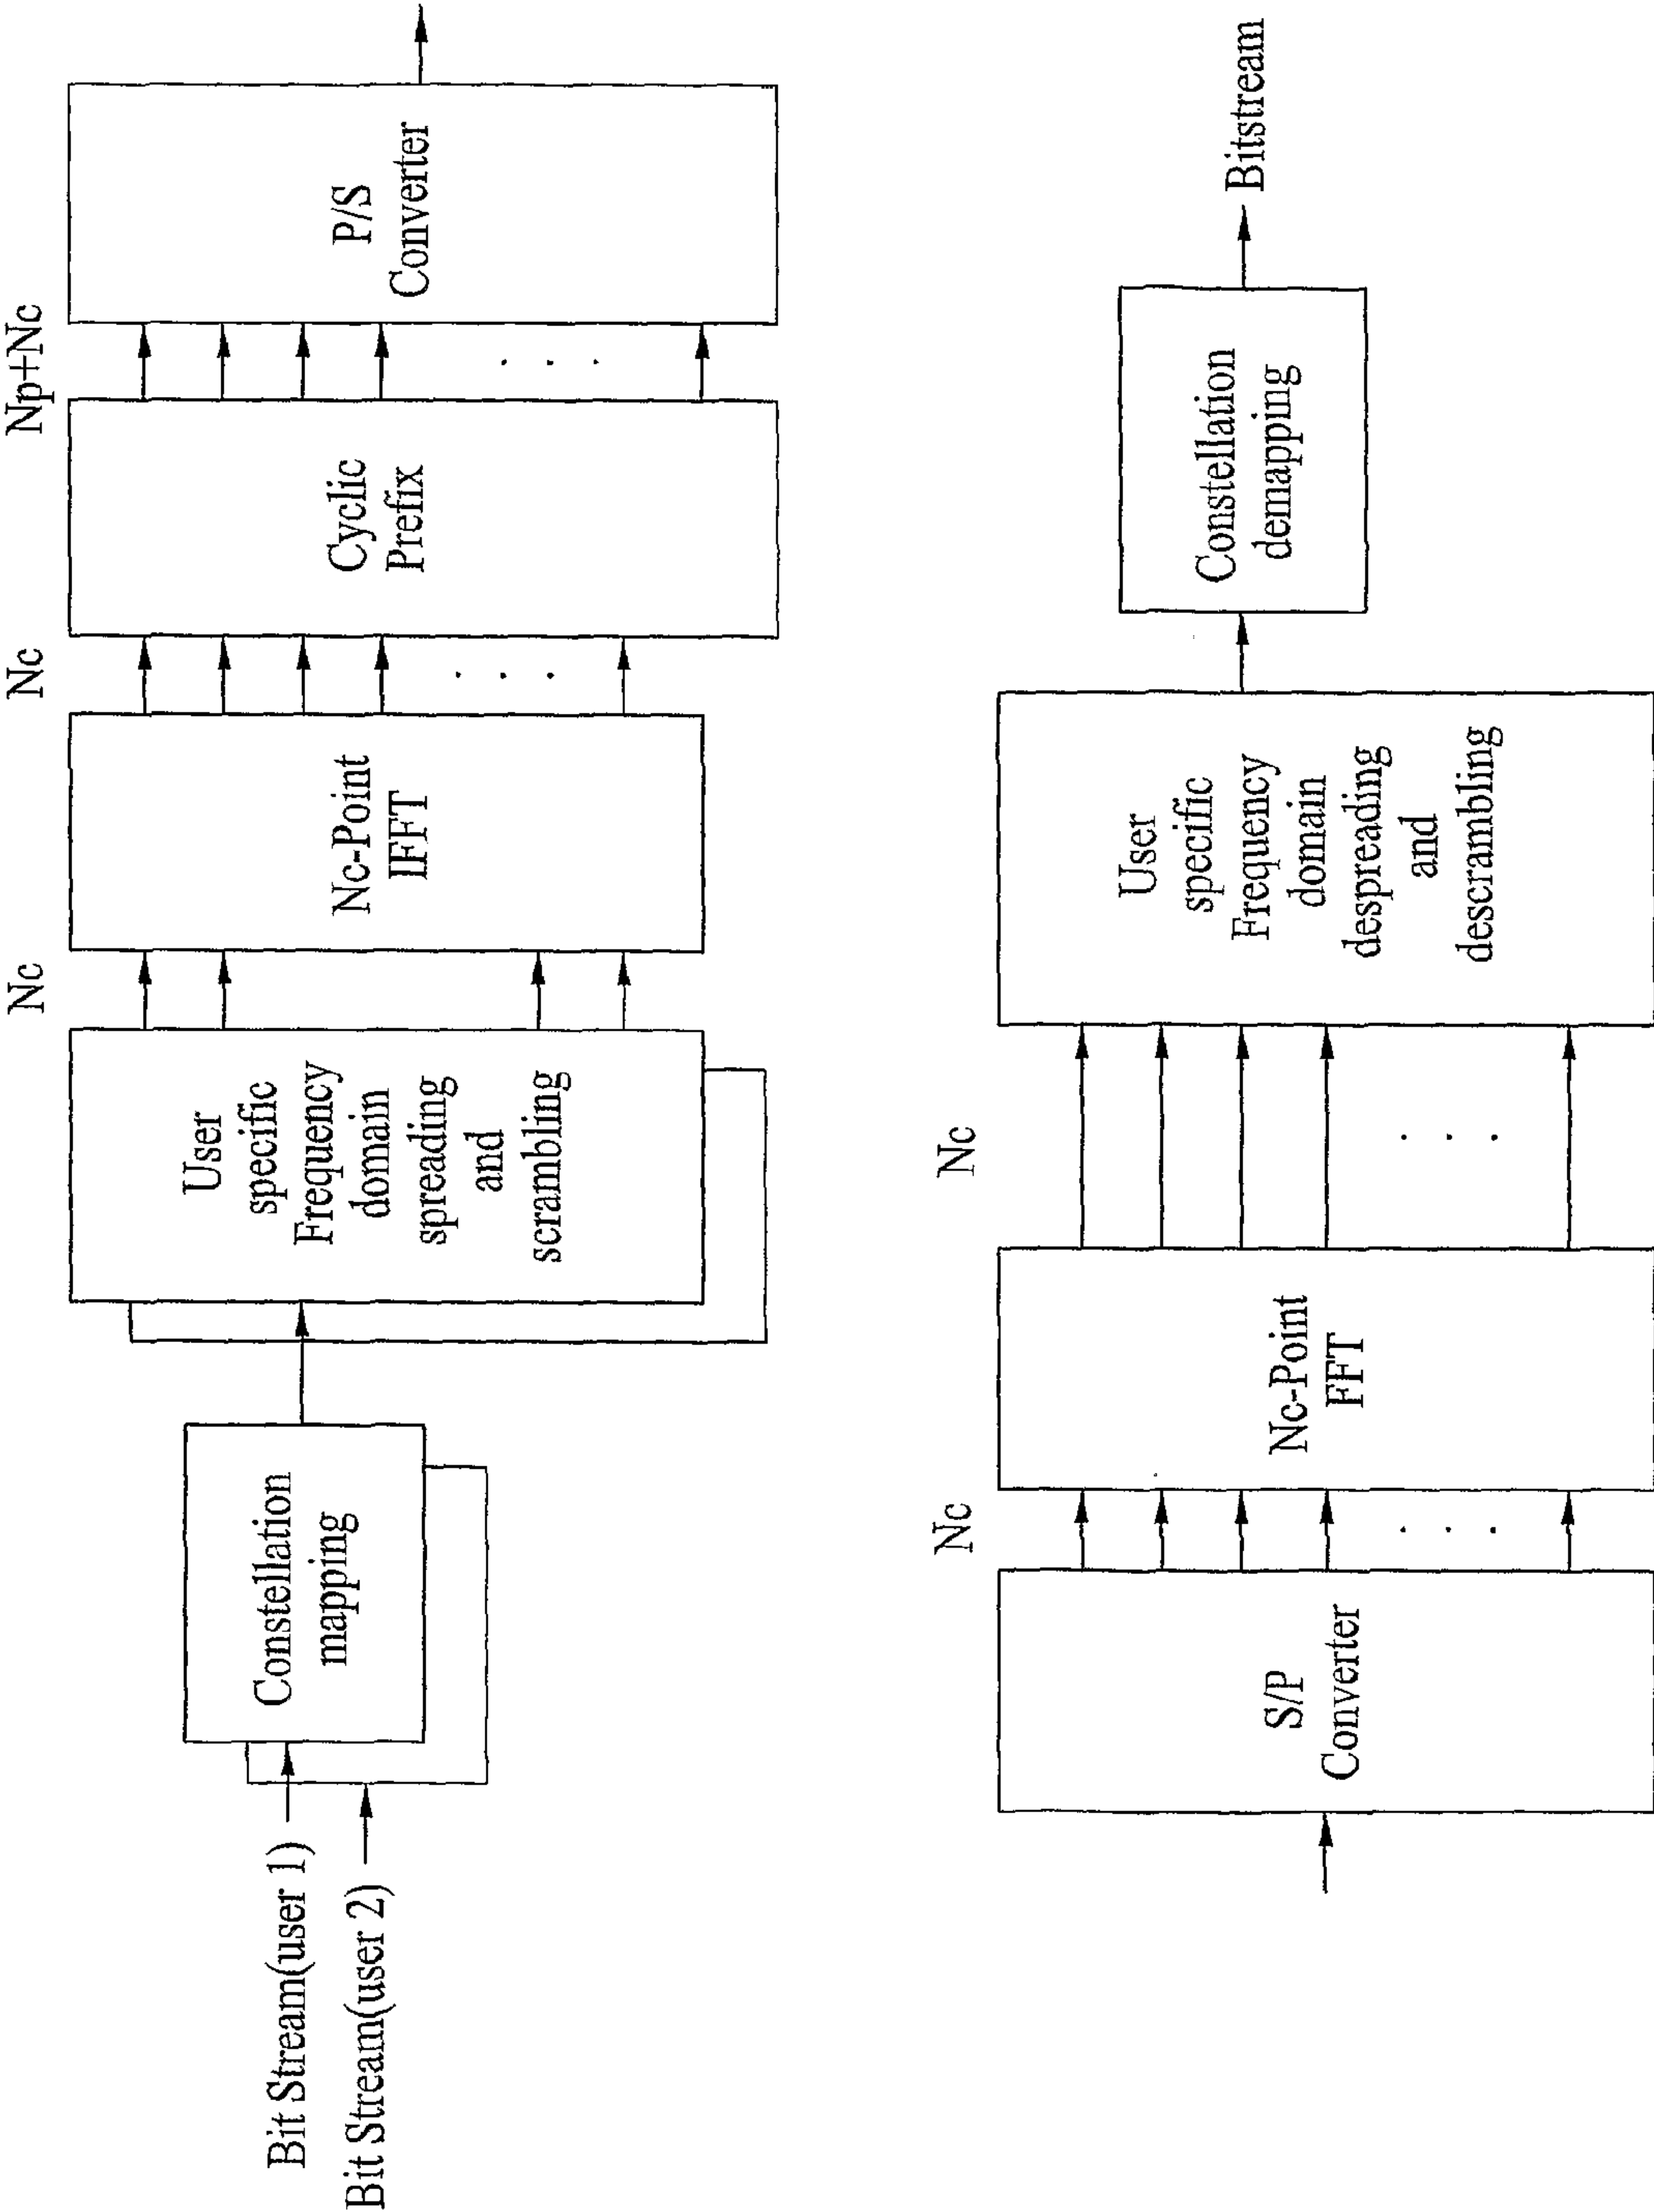 Bit Stream(user 1)
Bit Stream(user 2)
Constellation
mapping
User
specific
Frequency
domain
spreading
and
scrambling
Nc
Nc-Point
IFFT
Nc
Cyclic
Prefix
Np+Nc
P/S
Converter
S/P
Converter
Nc
Nc-Point
FFT
Nc
User
specific
Frequency
domain
despreading
and
descrambling
Constellation
demapping
Bitstream